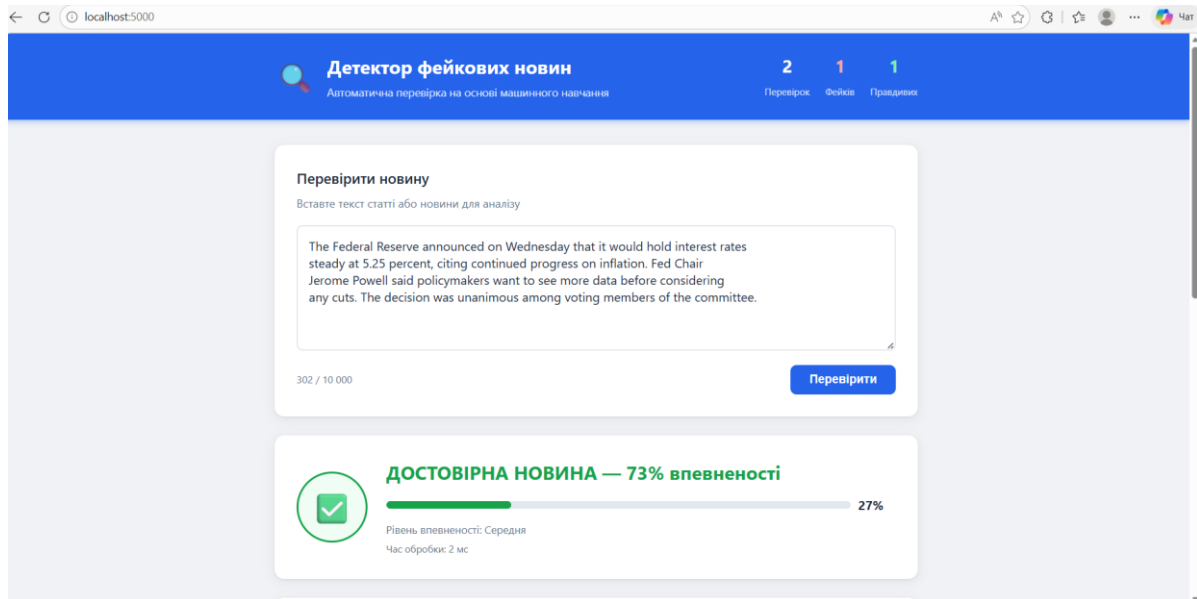 localhost:5000
Чат
Детектор фейкових новин
Автоматична перевірка на основі машинного навчання
2 1 1
Перевірок Фейків Правдивих
Перевірити новину
Вставте текст статті або новини для аналізу
The Federal Reserve announced on Wednesday that it would hold interest rates
steady at 5.25 percent, citing continued progress on inflation. Fed Chair
Jerome Powell said policymakers want to see more data before considering
any cuts. The decision was unanimous among voting members of the committee.
302 / 10 000
Перевірити
ДОСТОВІРНА НОВИНА — 73% впевненості
27%
Рівень впевненості: Середня
Час обробки: 2 мс